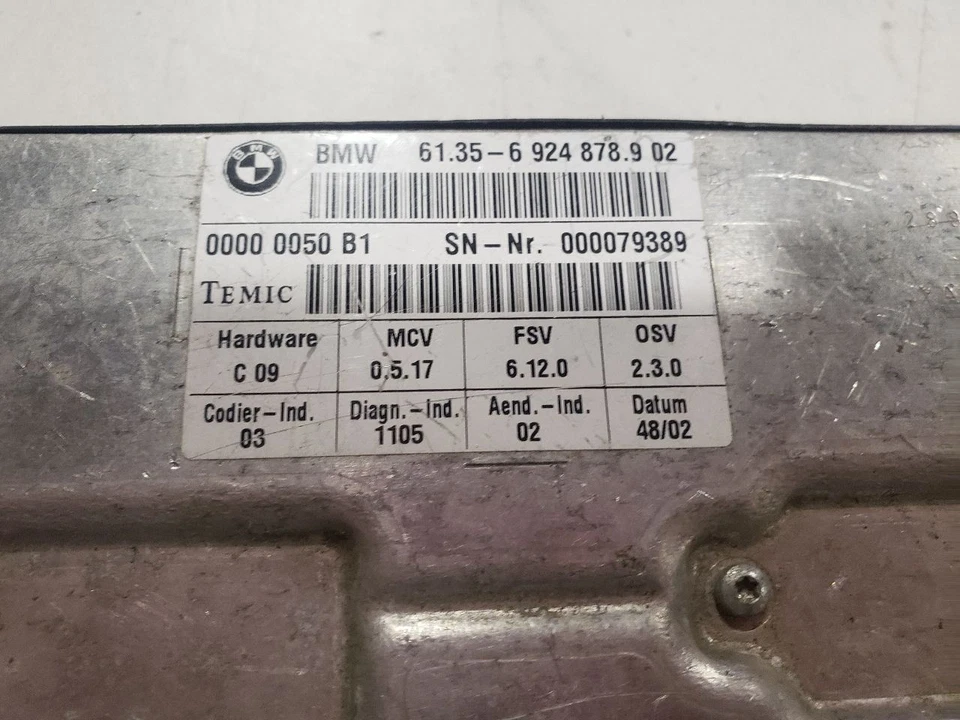 BMW
BMW 61.35-6 924 878.9 02
0000 0050 B1 SN-Nr. 000079389
TEMIC
Hardware MCV FSV OSV
C 09 0.5.17 6.12.0 2.3.0
Codier-Ind. Diagn.-Ind. Aend.-Ind. Datum
03 1105 02 48/02